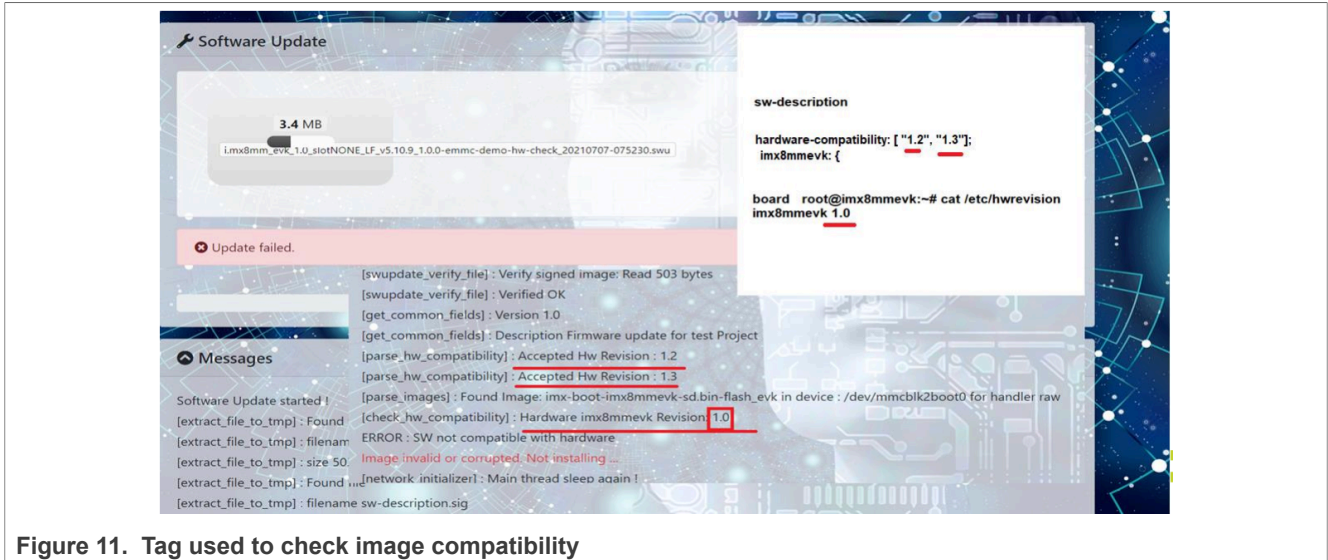 Software Update
3.4 MB
i.mx8mm_evk_1.0_slotNONE_LF_v5.10.9_1.0.0-emmc-demo-hw-check_20210707-075230.swu
sw-description
hardware-compatibility: [ "1.2", "1.3"];
imx8mmevk: {
board root@imx8mmevk:~# cat /etc/hwrevision
imx8mmevk 1.0
Update failed.
[swupdate_verify_file] : Verify signed image: Read 503 bytes
[swupdate_verify_file] : Verified OK
[get_common_fields] : Version 1.0
[get_common_fields] : Description Firmware update for test Project
[parse_hw_compatibility] : Accepted Hw Revision : 1.2
[parse_hw_compatibility] : Accepted Hw Revision : 1.3
[parse_images] : Found Image: imx-boot-imx8mmevk-sd.bin-flash_evk in device : /dev/mmcblk2boot0 for handler raw
[check_hw_compatibility] : Hardware imx8mmevk Revision: 1.0
ERROR : SW not compatible with hardware
Image invalid or corrupted. Not installing ...
[network_initializer] : Main thread sleep again !
Messages
Software Update started !
[extract_file_to_tmp] : Found
[extract_file_to_tmp] : filenam
[extract_file_to_tmp] : size 50
[extract_file_to_tmp] : Found
[extract_file_to_tmp] : filename sw-description.sig
Figure 11. Tag used to check image compatibility